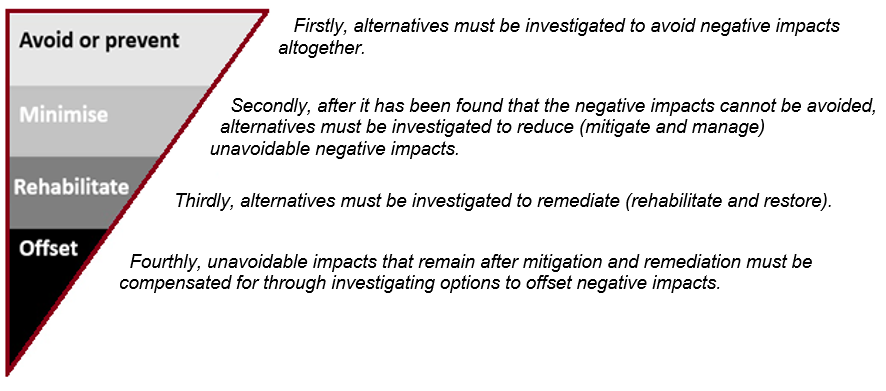 Avoid or prevent
Firstly, alternatives must be investigated to avoid negative impacts
altogether.
Minimise
Secondly, after it has been found that the negative impacts cannot be avoided,
alternatives must be investigated to reduce (mitigate and manage)
unavoidable negative impacts.
Rehabilitate
Thirdly, alternatives must be investigated to remediate (rehabilitate and restore).
Offset
Fourthly, unavoidable impacts that remain after mitigation and remediation must be
compensated for through investigating options to offset negative impacts.